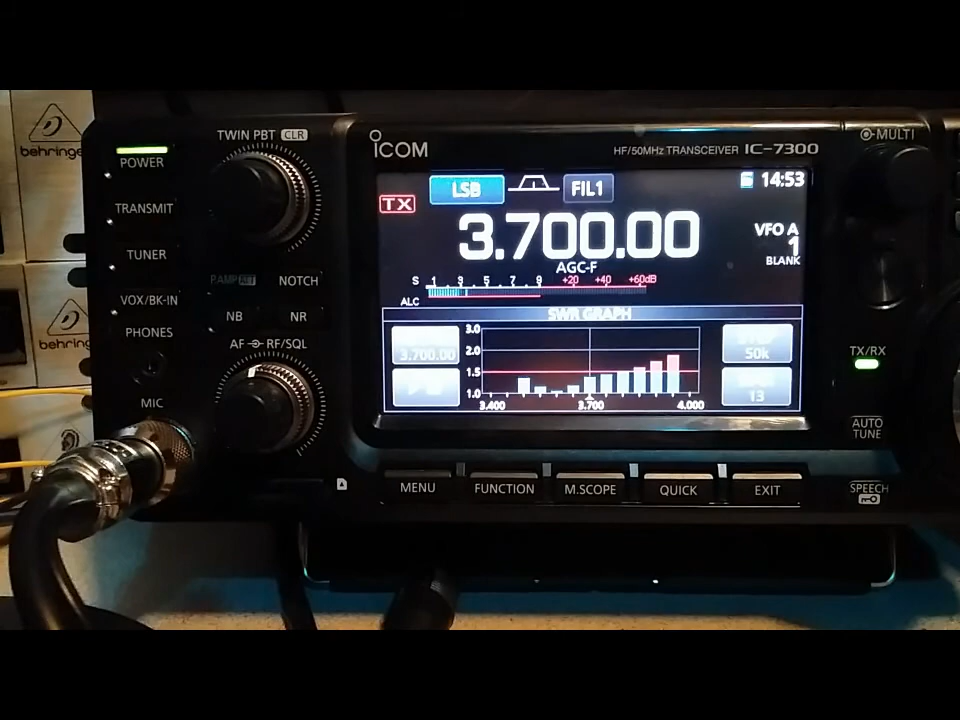 behringer
behringer
POWER
TRANSMIT
TUNER
VOX/BK-IN
PHONES
MIC
TWIN PBT CLR
P.AMP ATT NOTCH
NB NR
AF RF/SQL
ICOM
HF/50MHz TRANSCEIVER IC-7300
LSB FIL1 14:53
TX
3.700.00
VFO A
1
BLANK
AGC-F
S 1 3 5 7 9 +20 +40 +60dB
ALC
SWR GRAPH
3.0
2.0
1.5
1.0
3.400 3.700 4.000
3.700.00
50k
13
MENU FUNCTION M.SCOPE QUICK EXIT
MULTI
TX/RX
AUTO
TUNE
SPEECH